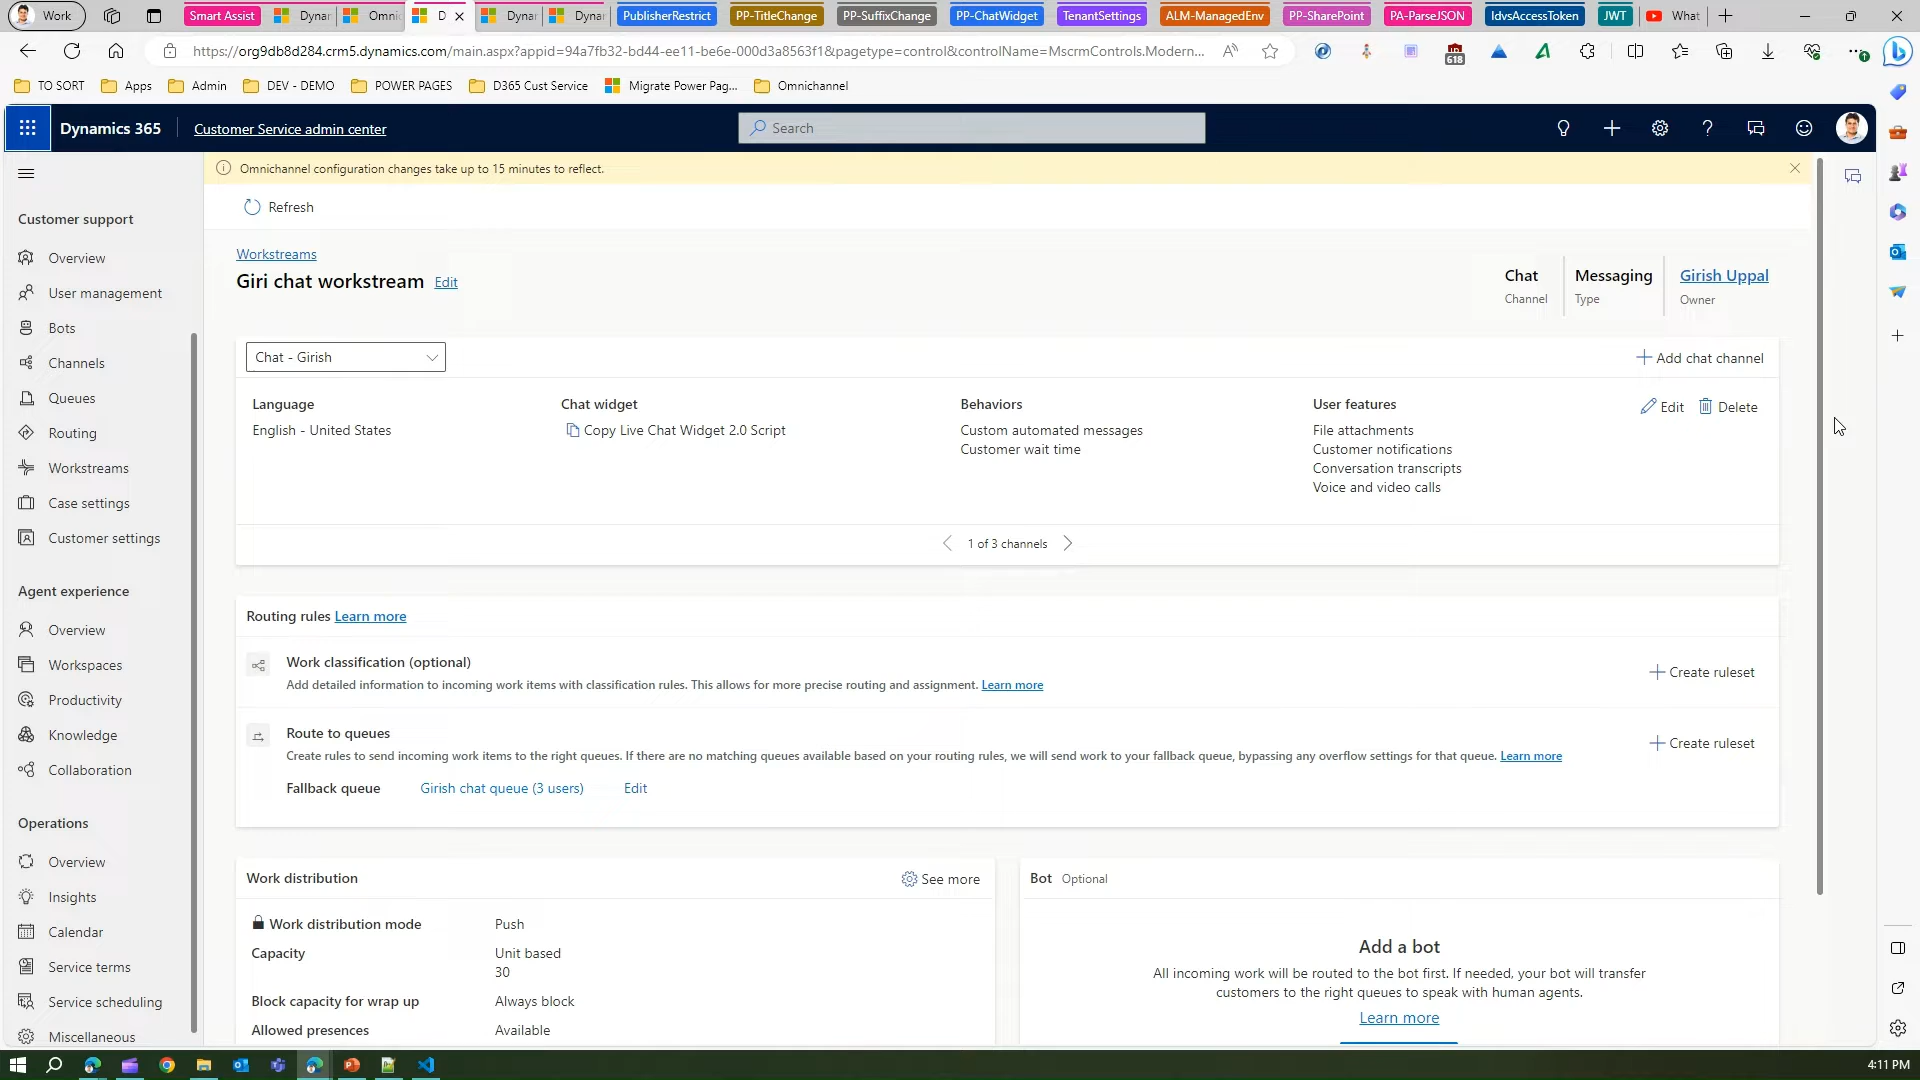 Work
Smart Assist
Dynar
Omnic
D
Dynar
Dynar
PublisherRestrict
PP-TitleChange
PP-SuffixChange
PP-ChatWidget
TenantSettings
ALM-ManagedEnv
PP-SharePoint
PA-ParseJSON
IdvsAccessToken
JWT
What
https://org9db8d284.crm5.dynamics.com/main.aspx?appid=94a7fb32-bd44-ee11-be6e-000d3a8563f1&pagetype=control&controlName=MscrmControls.Modern...
618
TO SORT
Apps
Admin
DEV - DEMO
POWER PAGES
D365 Cust Service
Migrate Power Pag...
Omnichannel
Dynamics 365
Customer Service admin center
Search
Omnichannel configuration changes take up to 15 minutes to reflect.
Refresh
Customer support
Overview
User management
Bots
Channels
Queues
Routing
Workstreams
Case settings
Customer settings
Agent experience
Overview
Workspaces
Productivity
Knowledge
Collaboration
Operations
Overview
Insights
Calendar
Service terms
Service scheduling
Miscellaneous
Workstreams
Giri chat workstream Edit
Chat
Channel
Messaging
Type
Girish Uppal
Owner
Chat - Girish
Add chat channel
Language
English - United States
Chat widget
Copy Live Chat Widget 2.0 Script
Behaviors
Custom automated messages
Customer wait time
User features
File attachments
Customer notifications
Conversation transcripts
Voice and video calls
Edit
Delete
1 of 3 channels
Routing rules Learn more
Work classification (optional)
Add detailed information to incoming work items with classification rules. This allows for more precise routing and assignment. Learn more
Create ruleset
Route to queues
Create rules to send incoming work items to the right queues. If there are no matching queues available based on your routing rules, we will send work to your fallback queue, bypassing any overflow settings for that queue. Learn more
Create ruleset
Fallback queue Girish chat queue (3 users) Edit
Work distribution
See more
Work distribution mode Push
Capacity Unit based
30
Block capacity for wrap up Always block
Allowed presences Available
Bot Optional
Add a bot
All incoming work will be routed to the bot first. If needed, your bot will transfer
customers to the right queues to speak with human agents.
Learn more
4:11 PM